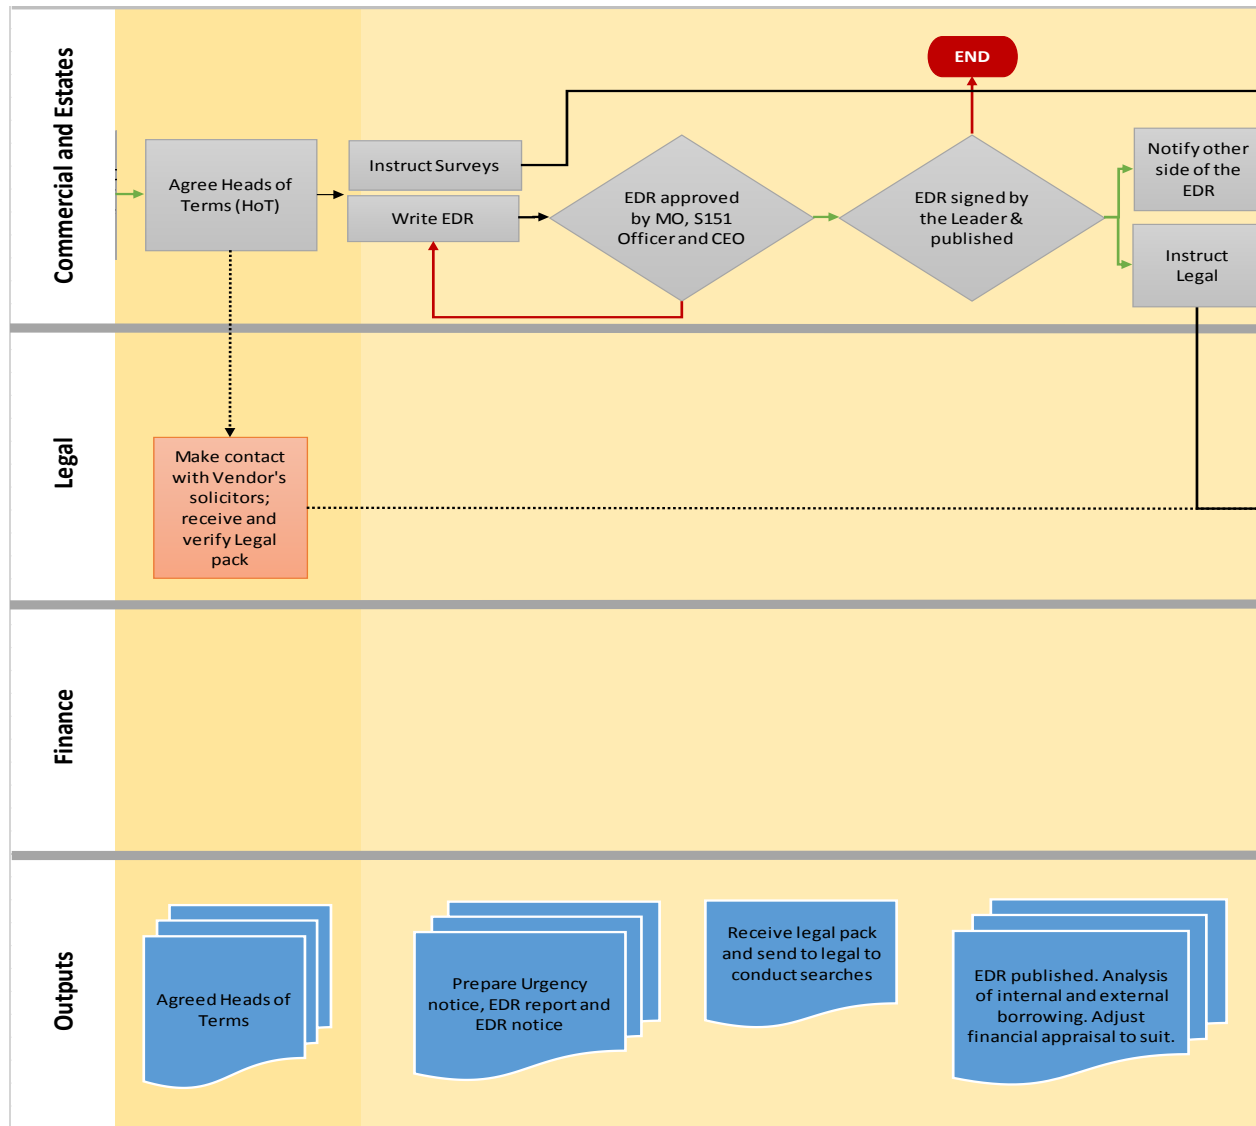 Commercial and Estates
END
Agree Heads of
Terms (HoT)
Instruct Surveys
Write EDR
EDR approved
by MO, S151
Officer and CEO
EDR signed by
the Leader &
published
Notify other
side of the
EDR
Instruct
Legal
Legal
Make contact
with Vendor's
solicitors;
receive and
verify Legal
pack
Finance
Outputs
Agreed Heads of
Terms
Prepare Urgency
notice, EDR report and
EDR notice
Receive legal pack
and send to legal to
conduct searches
EDR published. Analysis
of internal and external
borrowing. Adjust
financial appraisal to suit.